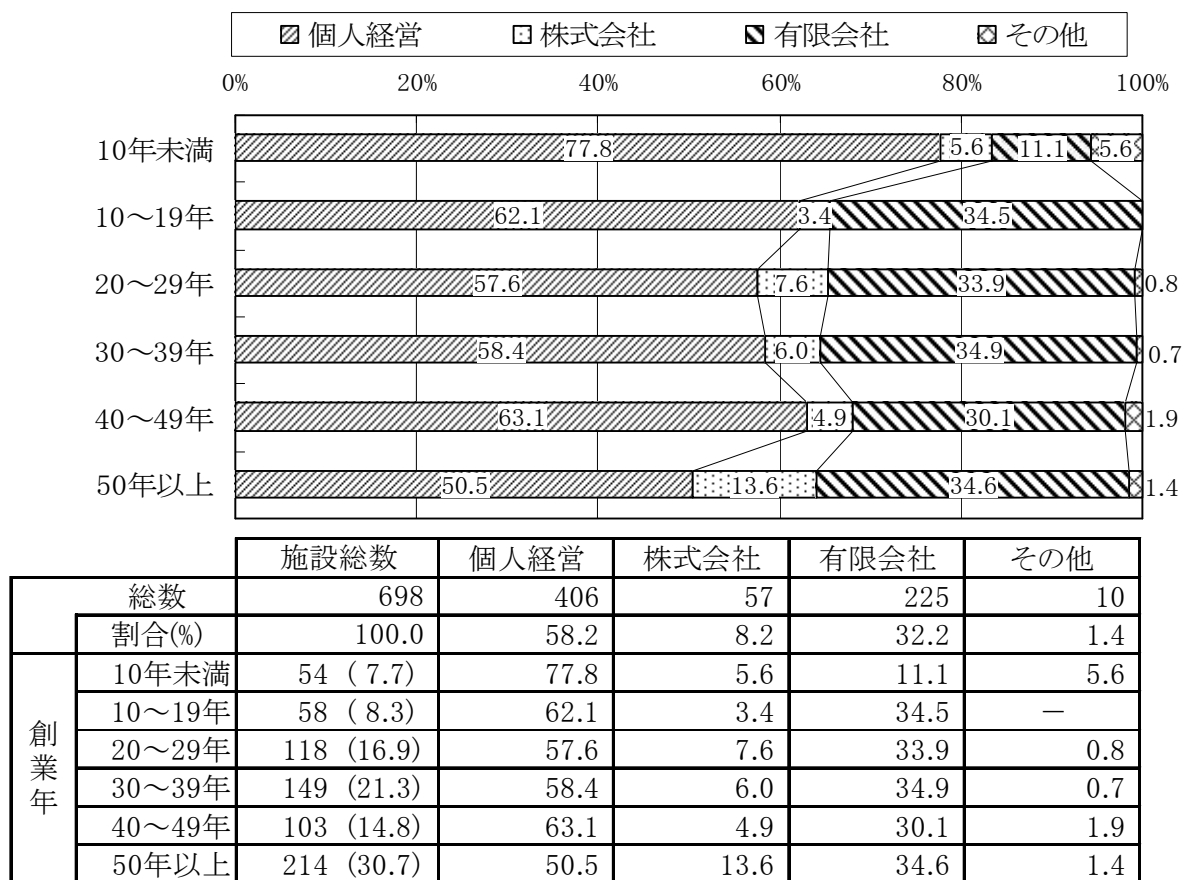 個人経営 株式会社 有限会社 その他
0% 20% 40% 60% 80% 100%
10年未満 77.8 5.6 11.1 5.6
10～19年 62.1 3.4 34.5
20～29年 57.6 7.6 33.9 0.8
30～39年 58.4 6.0 34.9 0.7
40～49年 63.1 4.9 30.1 1.9
50年以上 50.5 13.6 34.6 1.4
施設総数 個人経営 株式会社 有限会社 その他
総数 698 406 57 225 10
割合(%) 100.0 58.2 8.2 32.2 1.4
創業年
10年未満 54 ( 7.7) 77.8 5.6 11.1 5.6
10～19年 58 ( 8.3) 62.1 3.4 34.5 －
20～29年 118 (16.9) 57.6 7.6 33.9 0.8
30～39年 149 (21.3) 58.4 6.0 34.9 0.7
40～49年 103 (14.8) 63.1 4.9 30.1 1.9
50年以上 214 (30.7) 50.5 13.6 34.6 1.4